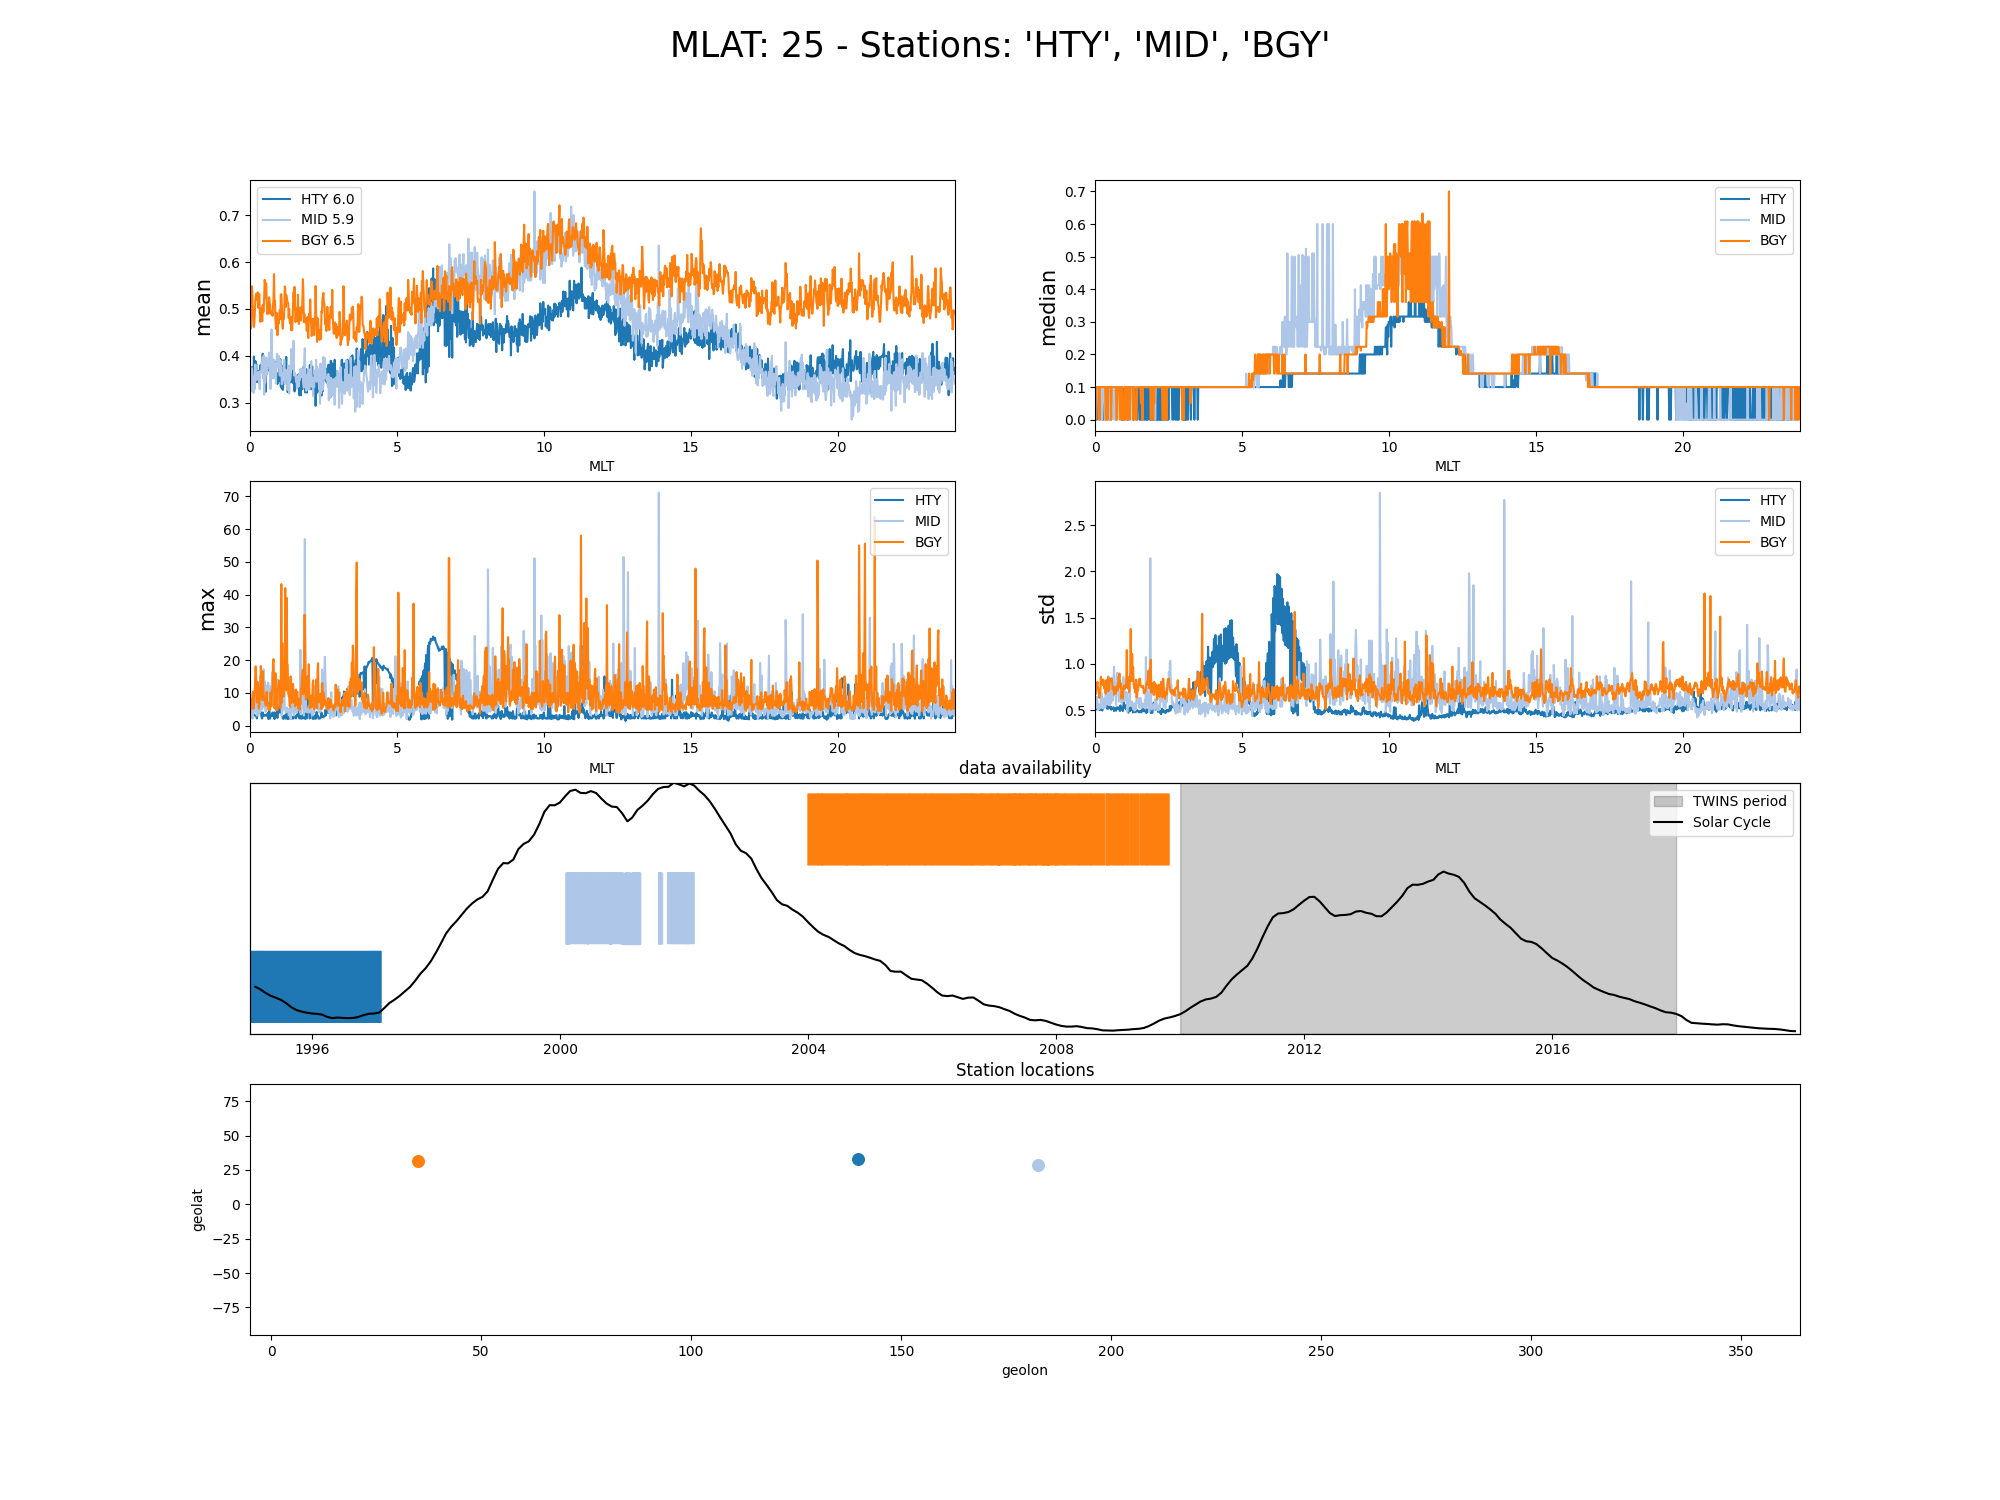 MLAT: 25 - Stations: 'HTY', 'MID', 'BGY'
mean
0.7
0.6
0.5
0.4
0.3
HTY 6.0
MID 5.9
BGY 6.5
0 5 10 15 20
MLT
median
0.7
0.6
0.5
0.4
0.3
0.2
0.1
0.0
HTY
MID
BGY
0 5 10 15 20
MLT
max
70
60
50
40
30
20
10
0
HTY
MID
BGY
0 5 10 15 20
MLT
std
2.5
2.0
1.5
1.0
0.5
HTY
MID
BGY
0 5 10 15 20
MLT
data availability
TWINS period
Solar Cycle
1996 2000 2004 2008 2012 2016
Station locations
geolat
75
50
25
0
−25
−50
−75
0 50 100 150 200 250 300 350
geolon